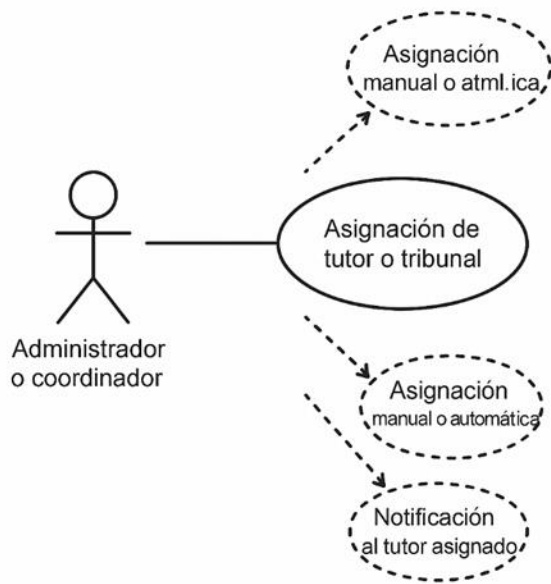 Asignación
manual o atml.ica
Asignación de
tutor o tribunal
Administrador
o coordinador
Asignación
manual o automática
Notificación
al tutor asignado